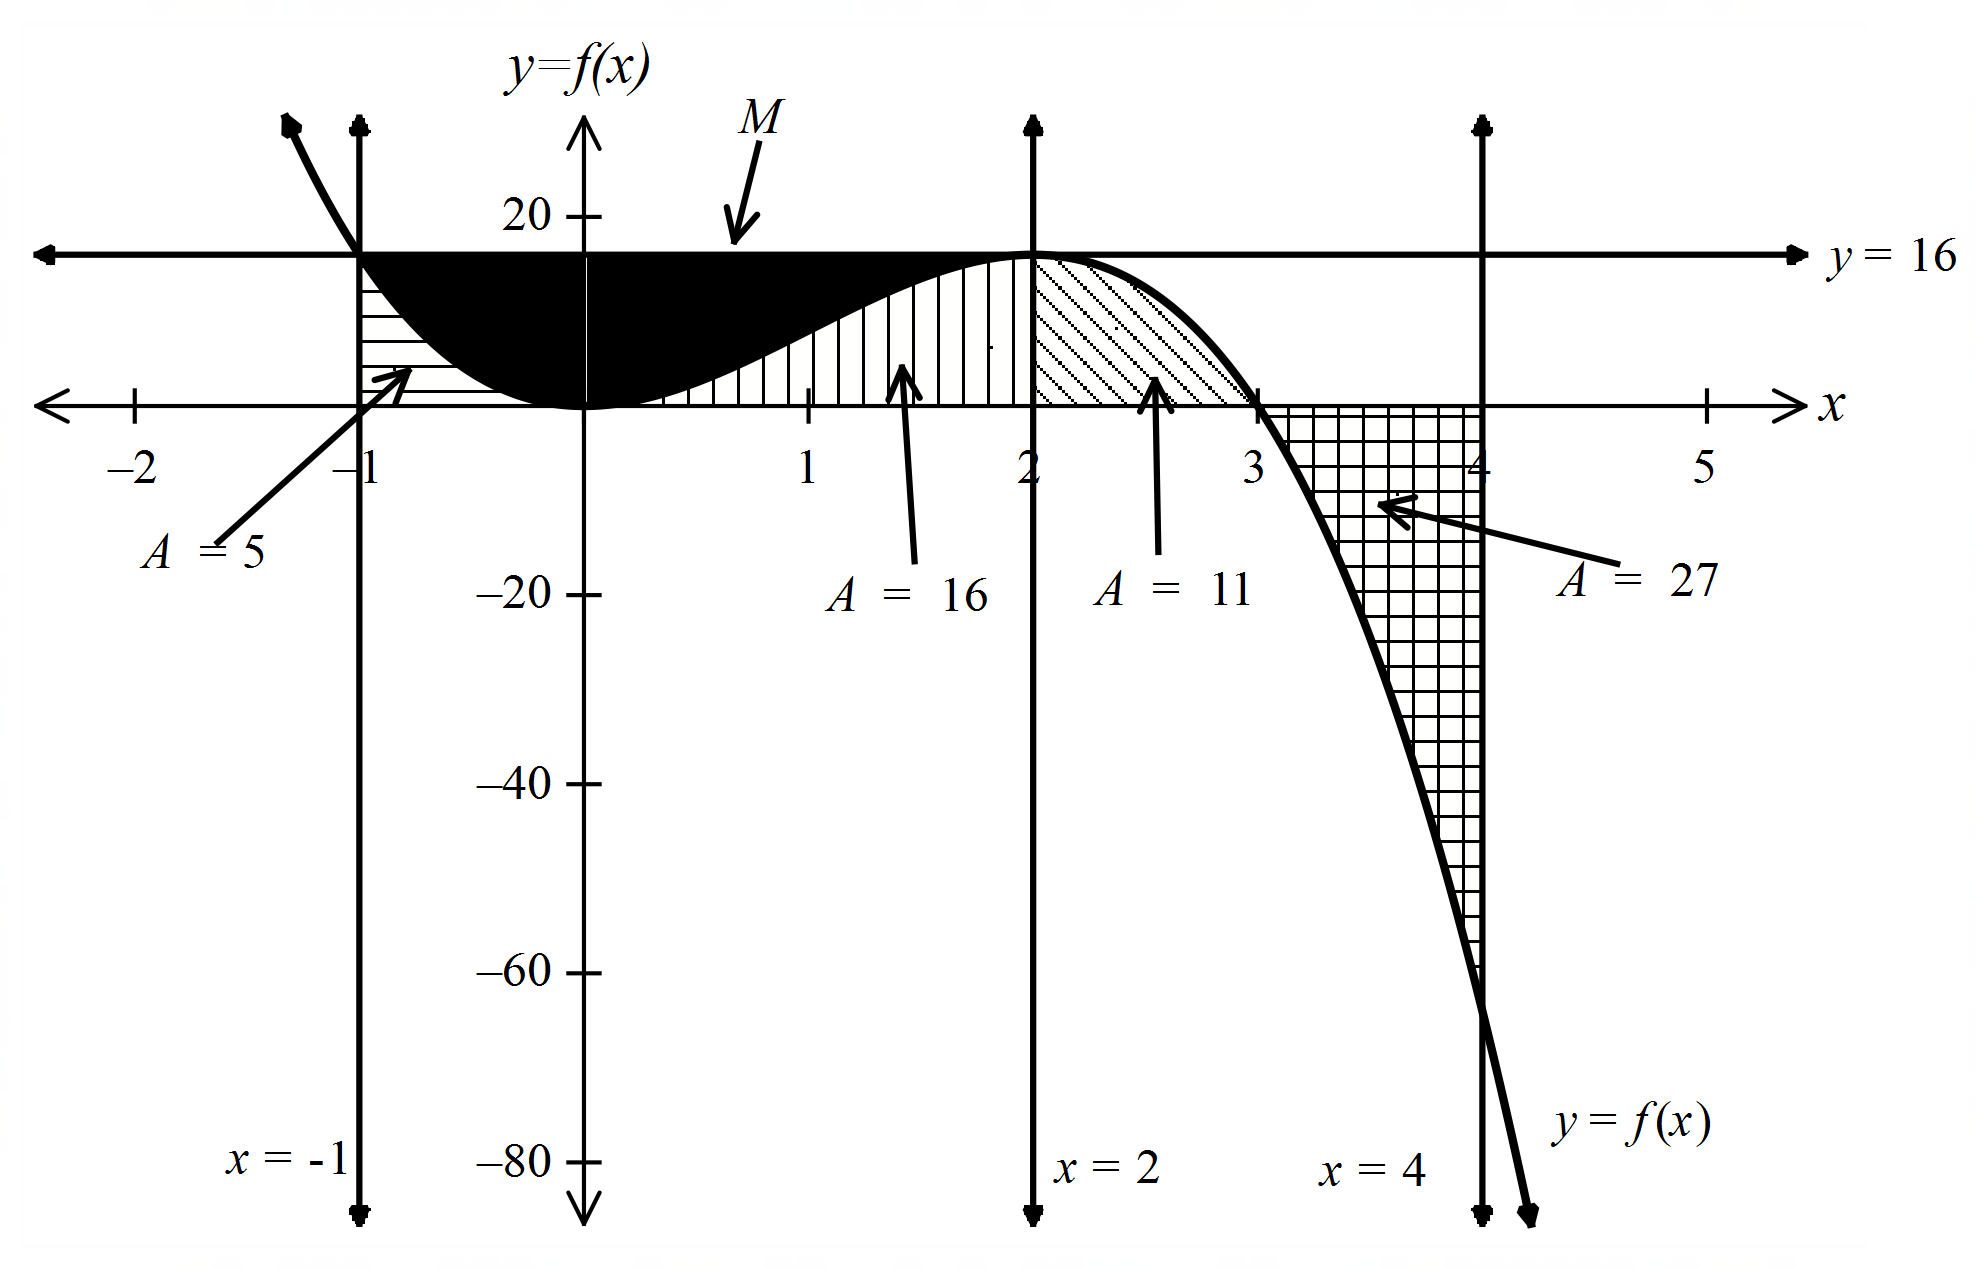 y=f(x)
M
20
y = 16
x
–2 –1 1 2 3 4 5
A = 5
–20
A = 16
A = 11
A = 27
–40
–60
y = f(x)
x = -1
–80
x = 2
x = 4